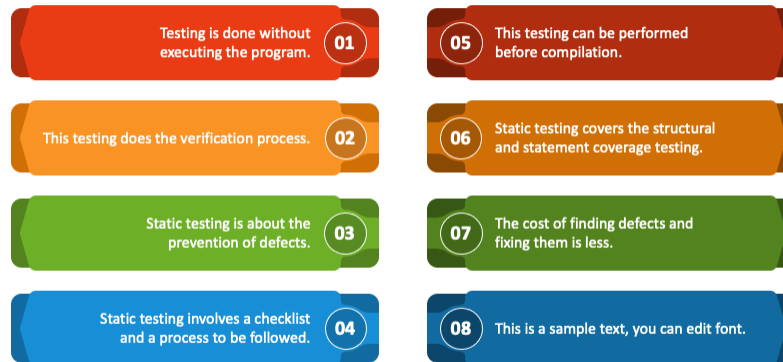 Testing is done without
executing the program.
01
This testing does the verification process.
02
Static testing is about the
prevention of defects.
03
Static testing involves a checklist
and a process to be followed.
04
05
This testing can be performed
before compilation.
06
Static testing covers the structural
and statement coverage testing.
07
The cost of finding defects and
fixing them is less.
08
This is a sample text, you can edit font.